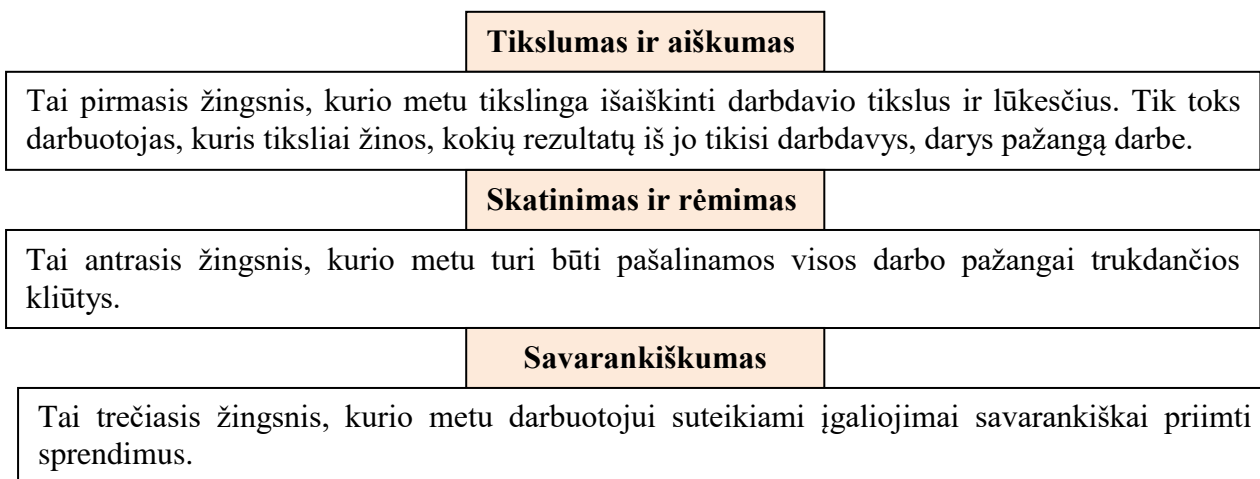 Tikslumas ir aiškumas
Tai pirmasis žingsnis, kurio metu tikslinga išaiškinti darbdavio tikslus ir lūkesčius. Tik toks
darbuotojas, kuris tiksliai žinos, kokių rezultatų iš jo tikisi darbdavys, darys pažangą darbe.
Skatinimas ir rėmimas
Tai antrasis žingsnis, kurio metu turi būti pašalinamos visos darbo pažangai trukdančios
kliūtys.
Savarankiškumas
Tai trečiasis žingsnis, kurio metu darbuotojui suteikiami įgaliojimai savarankiškai priimti
sprendimus.